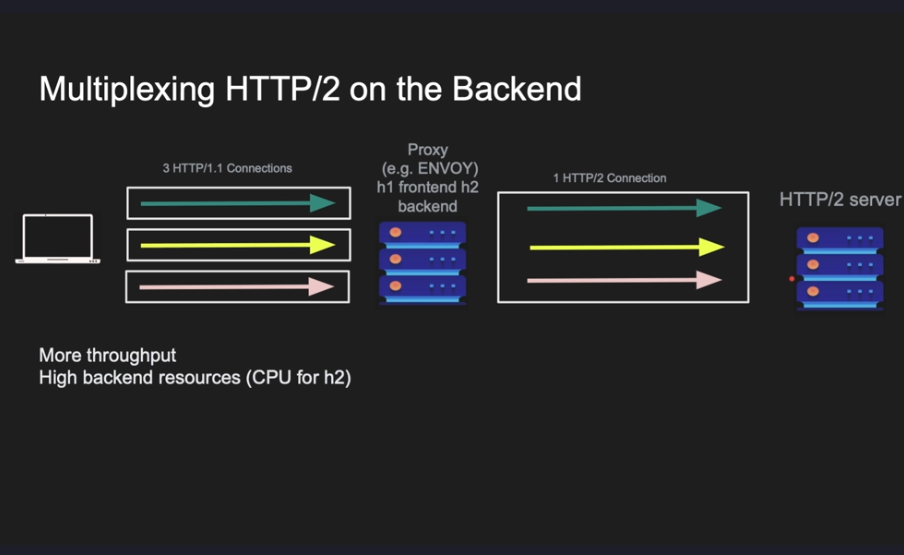 Multiplexing HTTP/2 on the Backend
3 HTTP/1.1 Connections
Proxy
(e.g. ENVOY)
h1 frontend h2
backend
1 HTTP/2 Connection
HTTP/2 server
More throughput
High backend resources (CPU for h2)